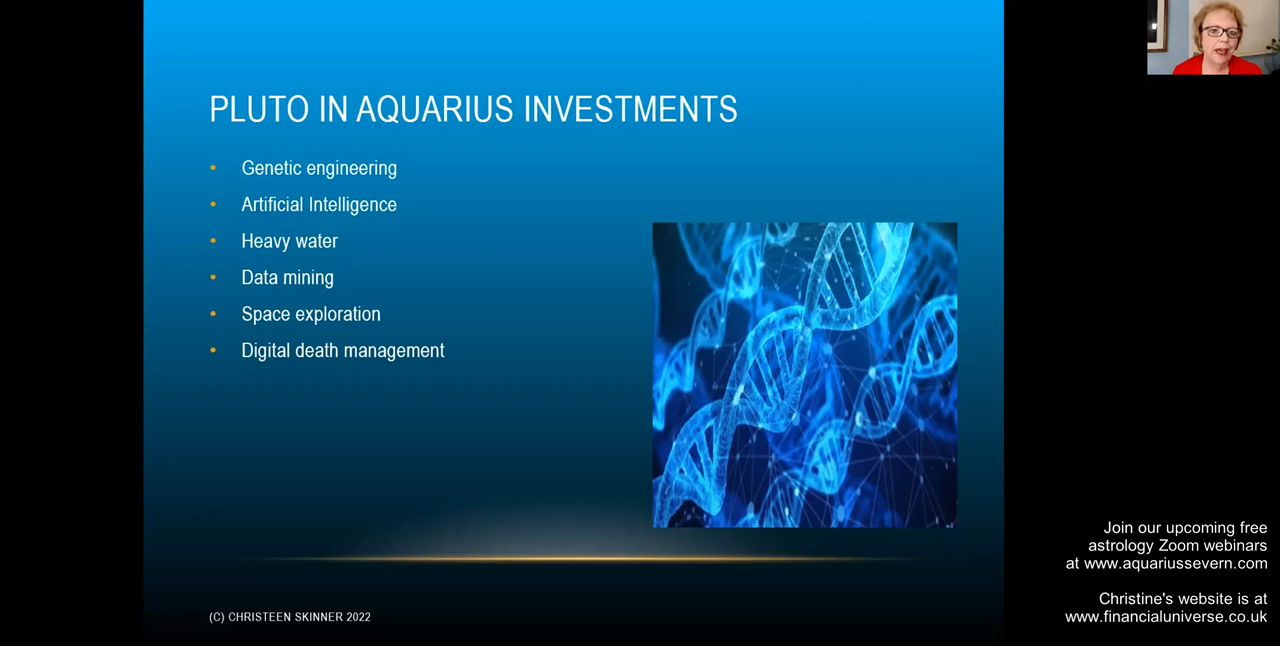 PLUTO IN AQUARIUS INVESTMENTS
• Genetic engineering
• Artificial Intelligence
• Heavy water
• Data mining
• Space exploration
• Digital death management
(C) CHRISTEEN SKINNER 2022
Join our upcoming free
astrology Zoom webinars
at www.aquariussevern.com
Christine's website is at
www.financialuniverse.co.uk